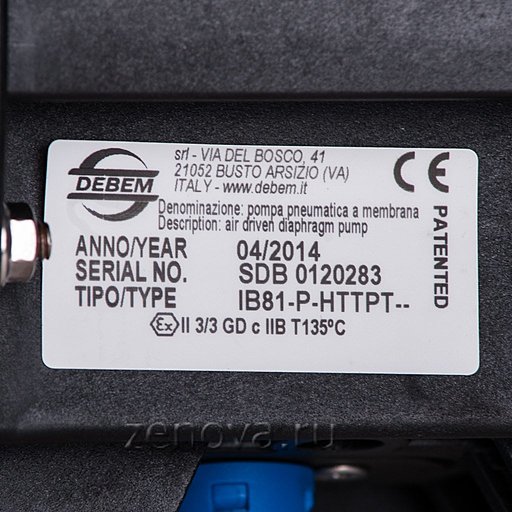 DEBEM
srl - VIA DEL BOSCO, 41
21052 BUSTO ARSIZIO (VA)
ITALY - www.debem.it
CE
Denominazione: pompa pneumatica a membrana
Description: air driven diaphragm pump
ANNO/YEAR 04/2014
SERIAL NO. SDB 0120283
TIPO/TYPE IB81-P-HTTPT--
Ex II 3/3 GD c IIB T135°C
PATENTED
zenova.ru